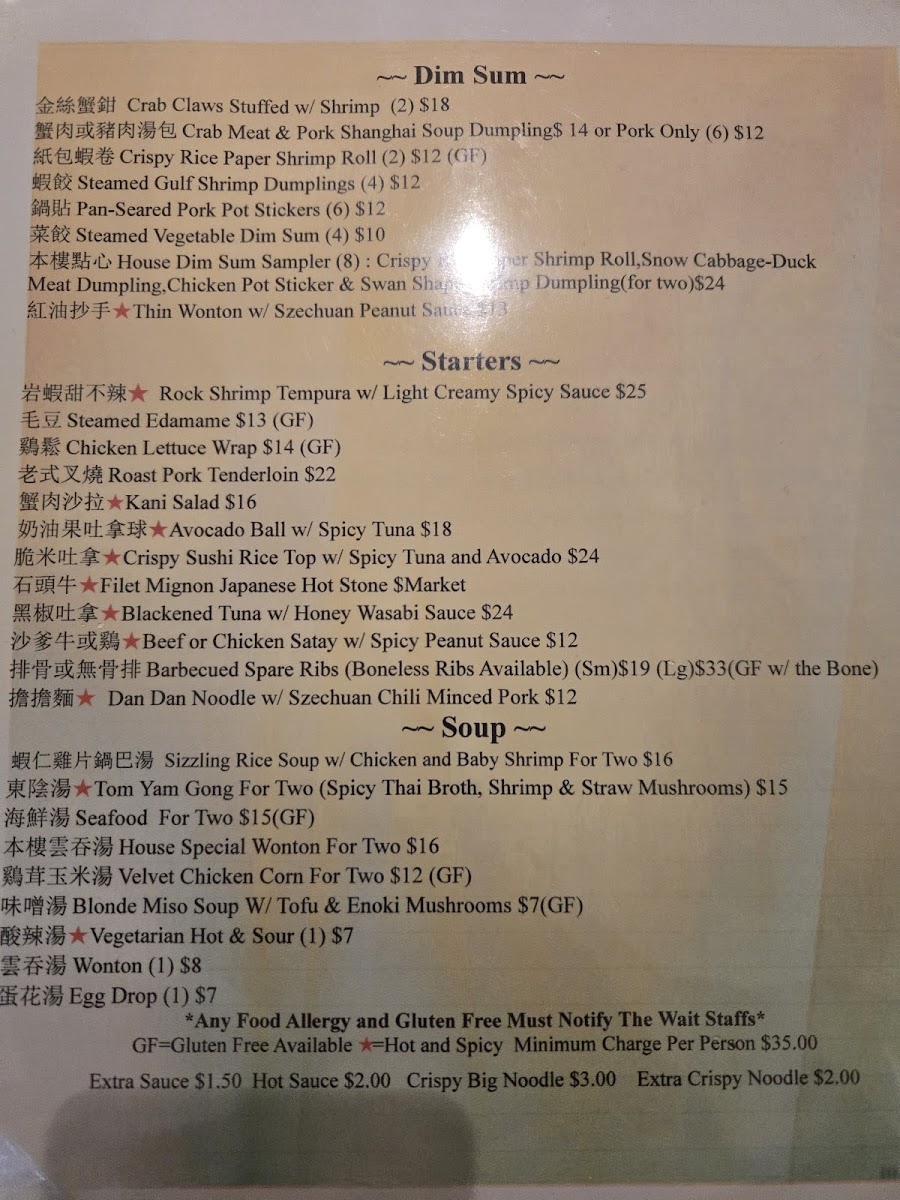 ~~ Dim Sum ~~
金絲蟹鉗 Crab Claws Stuffed w/ Shrimp (2) $18
蟹肉或豬肉湯包 Crab Meat & Pork Shanghai Soup Dumpling$ 14 or Pork Only (6) $12
紙包蝦卷 Crispy Rice Paper Shrimp Roll (2) $12 (GF)
蝦餃 Steamed Gulf Shrimp Dumplings (4) $12
鍋貼 Pan-Seared Pork Pot Stickers (6) $12
菜餃 Steamed Vegetable Dim Sum (4) $10
本樓點心 House Dim Sum Sampler (8) : Crispy Shrimp Roll,Snow Cabbage-Duck
Meat Dumpling,Chicken Pot Sticker & Swan Dumpling(for two)$24
紅油抄手★Thin Wonton w/ Szechuan Peanut Sauce $13
~~ Starters ~~
岩蝦甜不辣★ Rock Shrimp Tempura w/ Light Creamy Spicy Sauce $25
毛豆 Steamed Edamame $13 (GF)
鷄鬆 Chicken Lettuce Wrap $14 (GF)
老式叉燒 Roast Pork Tenderloin $22
蟹肉沙拉★Kani Salad $16
奶油果吐拿球★Avocado Ball w/ Spicy Tuna $18
脆米吐拿★Crispy Sushi Rice Top w/ Spicy Tuna and Avocado $24
石頭牛★Filet Mignon Japanese Hot Stone $Market
黑椒吐拿★Blackened Tuna w/ Honey Wasabi Sauce $24
沙爹牛或鷄★Beef or Chicken Satay w/ Spicy Peanut Sauce $12
排骨或無骨排 Barbecued Spare Ribs (Boneless Ribs Available) (Sm)$19 (Lg)$33(GF w/ the Bone)
擔擔麵★ Dan Dan Noodle w/ Szechuan Chili Minced Pork $12
~~ Soup ~~
蝦仁雞片鍋巴湯 Sizzling Rice Soup w/ Chicken and Baby Shrimp For Two $16
東陰湯★Tom Yam Gong For Two (Spicy Thai Broth, Shrimp & Straw Mushrooms) $15
海鮮湯 Seafood For Two $15(GF)
本樓雲吞湯 House Special Wonton For Two $16
鷄茸玉米湯 Velvet Chicken Corn For Two $12 (GF)
味噌湯 Blonde Miso Soup W/ Tofu & Enoki Mushrooms $7(GF)
酸辣湯★Vegetarian Hot & Sour (1) $7
雲吞湯 Wonton (1) $8
蛋花湯 Egg Drop (1) $7
*Any Food Allergy and Gluten Free Must Notify The Wait Staffs*
GF=Gluten Free Available ★=Hot and Spicy Minimum Charge Per Person $35.00
Extra Sauce $1.50 Hot Sauce $2.00 Crispy Big Noodle $3.00 Extra Crispy Noodle $2.00